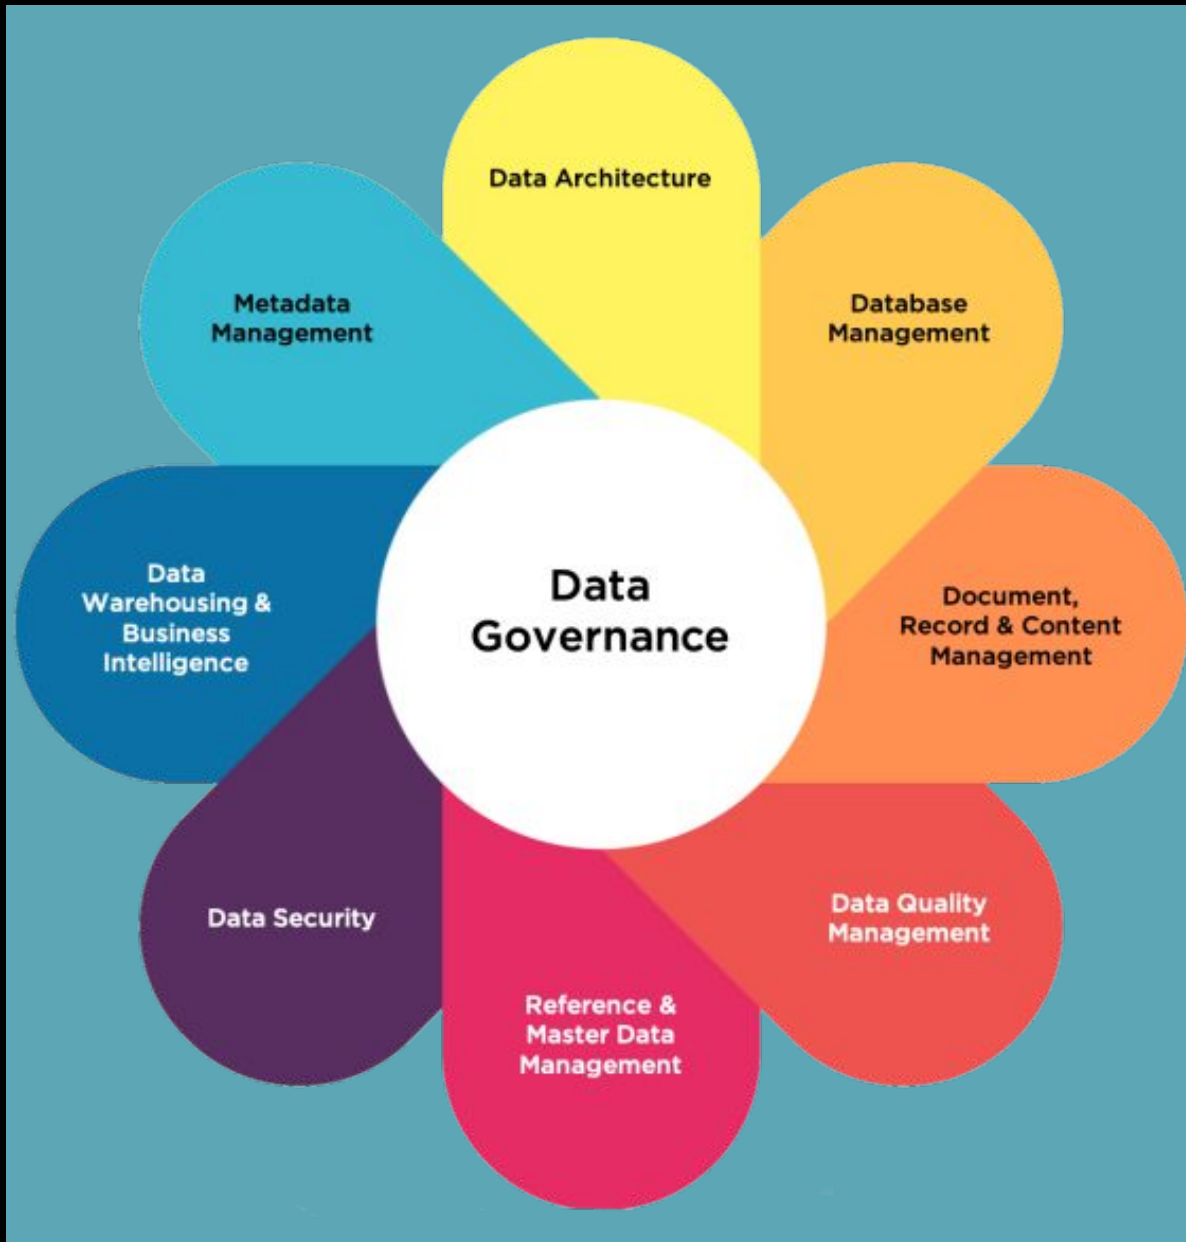 Data Architecture
Metadata
Management
Database
Management
Data
Warehousing &
Business
Intelligence
Data
Governance
Document,
Record & Content
Management
Data Security
Data Quality
Management
Reference &
Master Data
Management